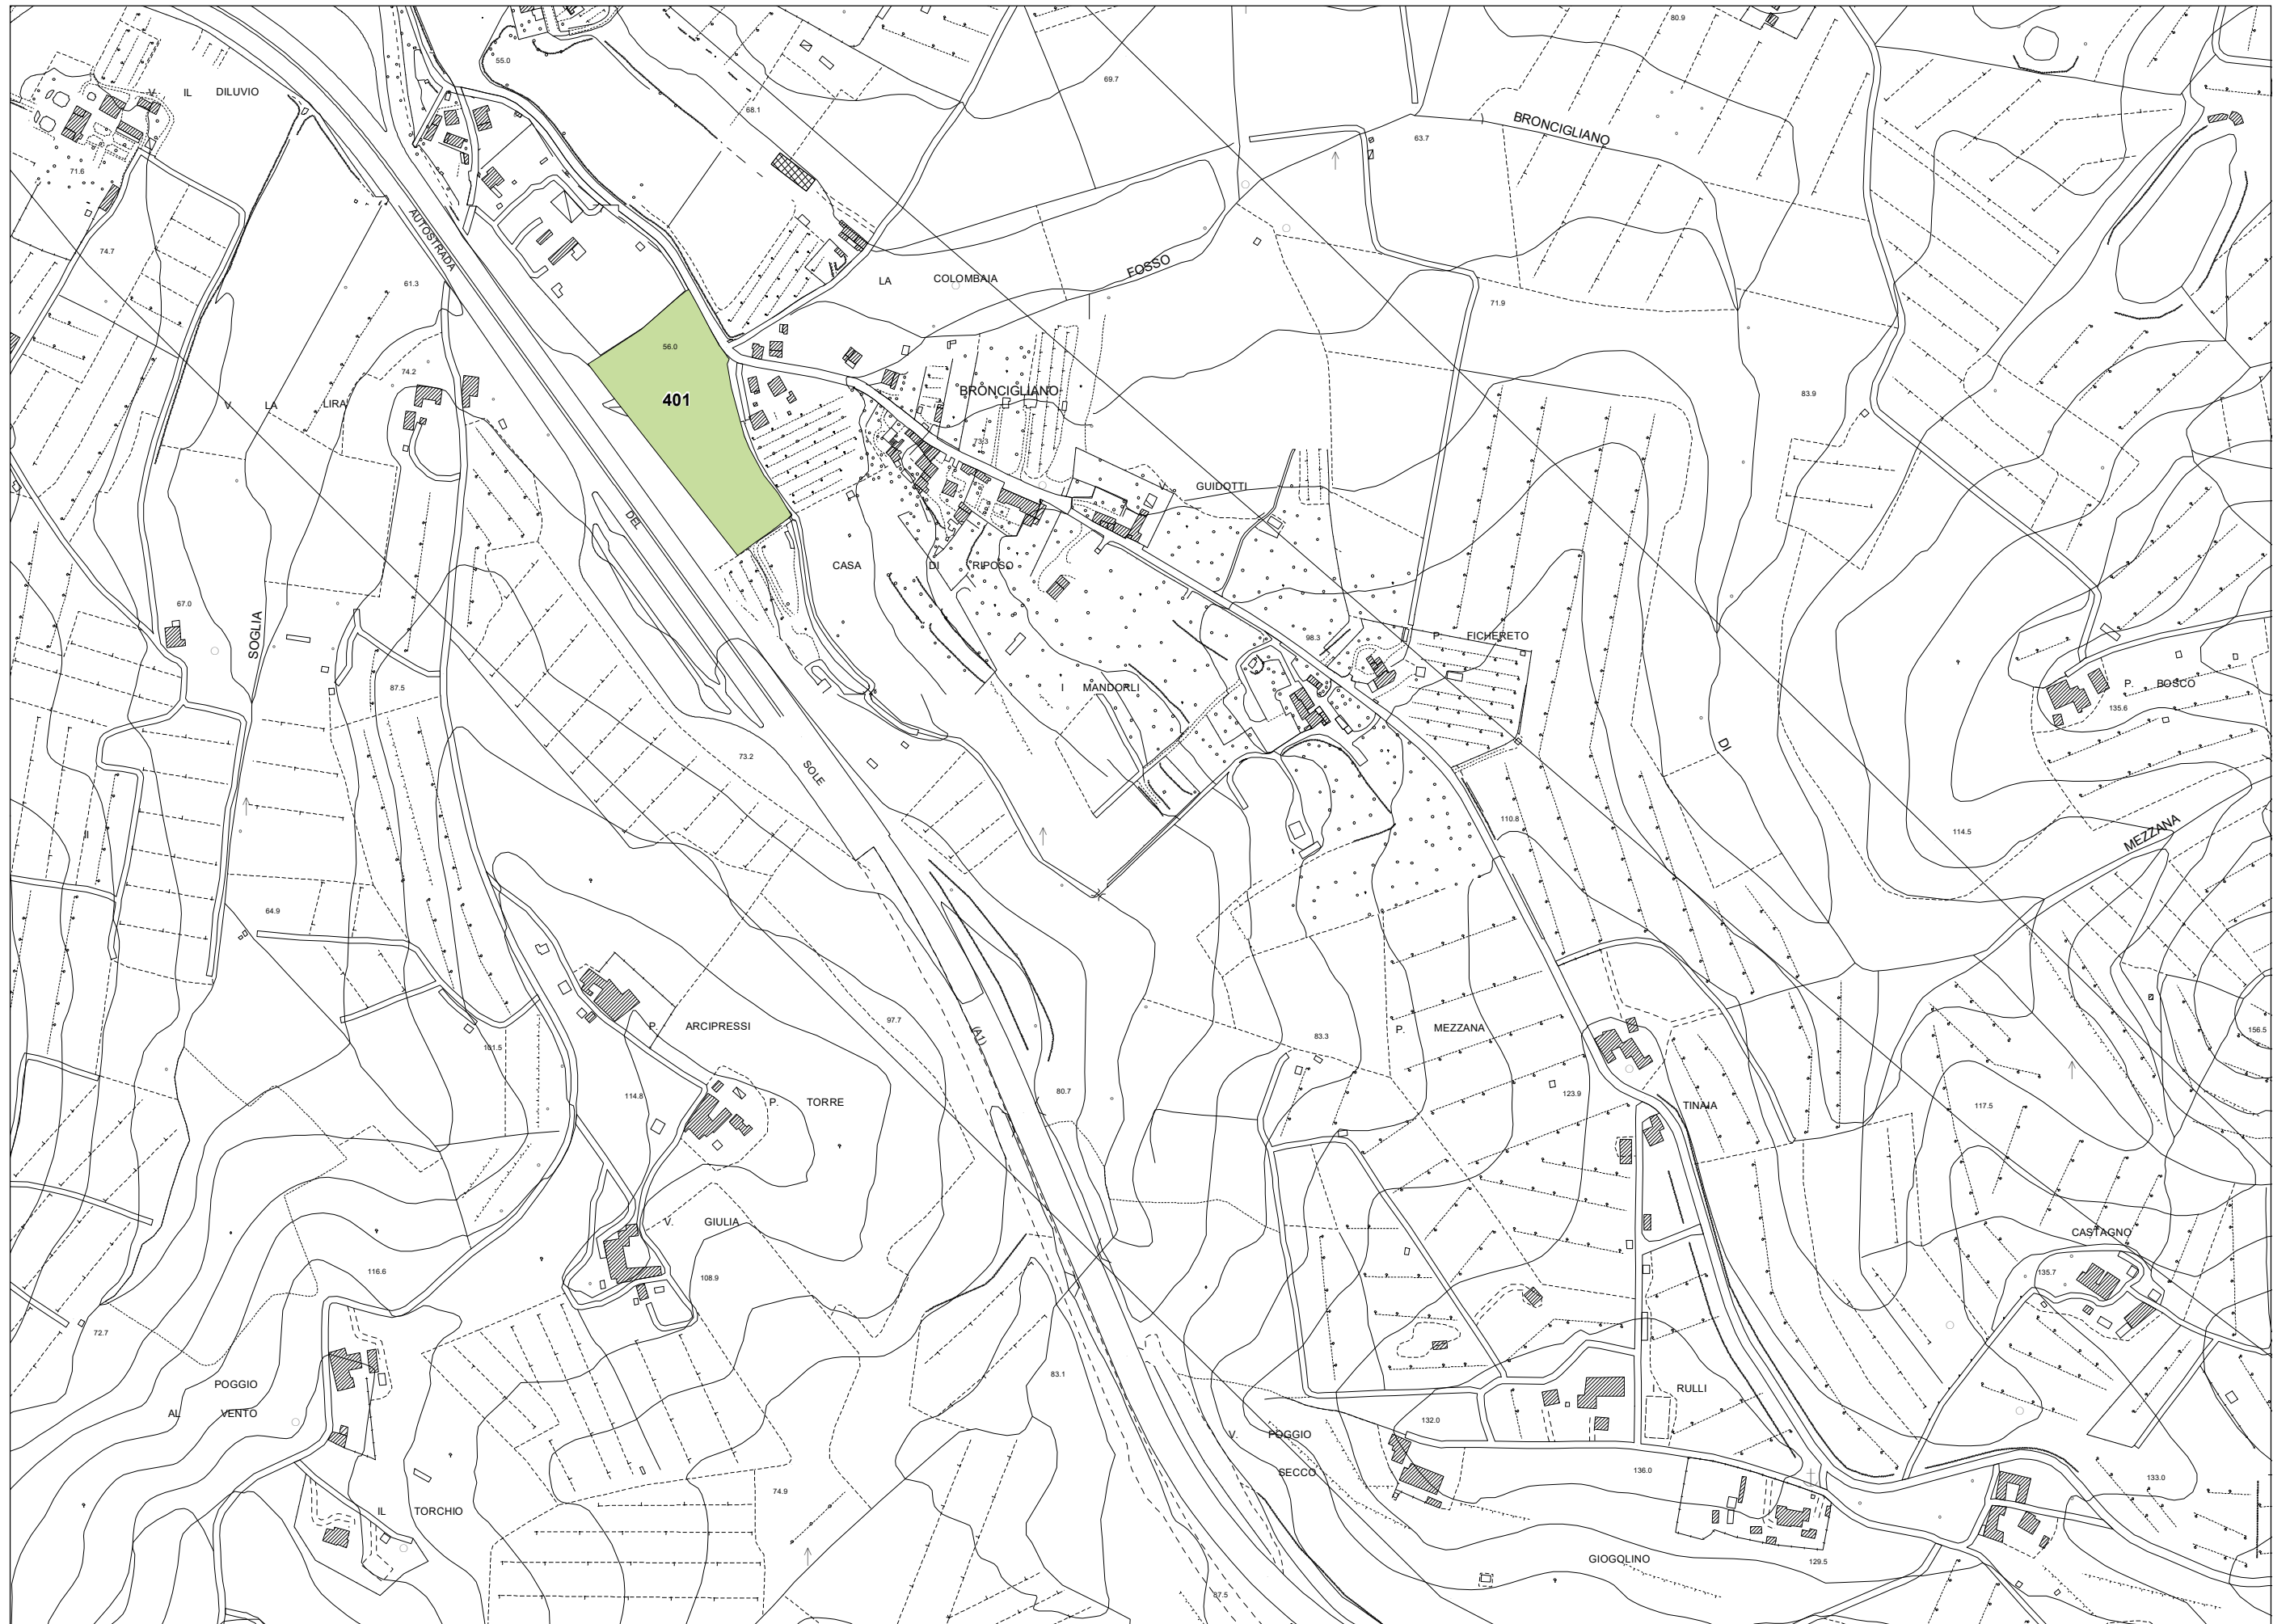 80.9
55.0
69.7
V. IL DILUVIO
68.1
BRONCIGLIANO
63.7
71.6
AUTOSTRADA
74.7
FOSSO
61.3
LA COLOMBAIA
71.9
56.0
74.2
BRONCIGLIANO
83.9
401
V. LA LIRA
73.3
V. GUIDOTTI
DEL
CASA DI RIPOSO
67.0
SOGLIA
98.3
P. FICHERETO
87.5
I MANDORLI
P. BOSCO
135.6
DI
73.2
SOLE
110.8
114.5
MEZZANA
64.9
97.7
P. ARCIPRESSI
(A1)
P. MEZZANA
83.3
156.5
101.5
80.7
114.8
P. TORRE
123.9
TINAIA
117.5
V. GIULIA
CASTAGNO
116.6
108.9
135.7
72.7
83.1
POGGIO
AL VENTO
I RULLI
132.0
V. POGGIO
SECCO
136.0
133.0
74.9
IL TORCHIO
GIOGOLINO
129.5
87.5